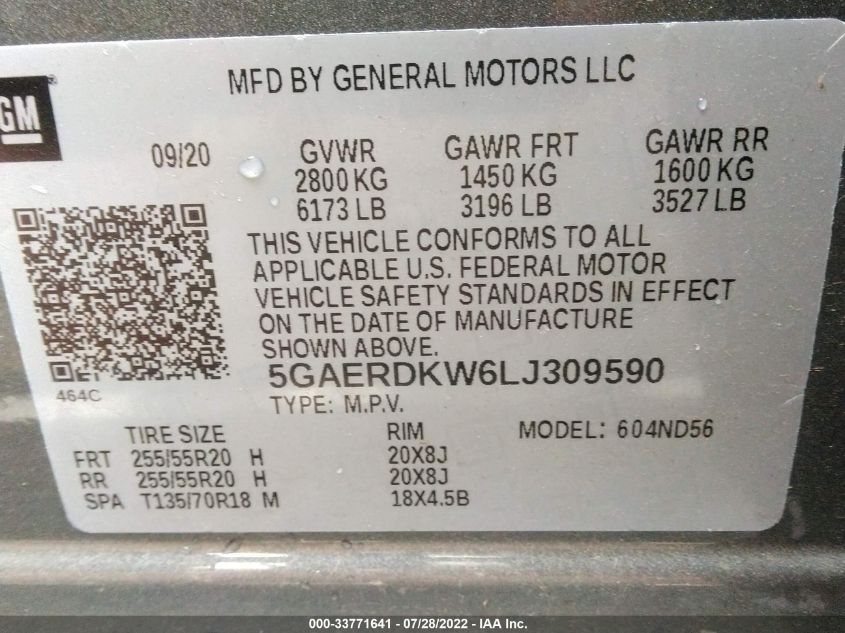 MFD BY GENERAL MOTORS LLC
GM
09/20
GVWR GAWR FRT GAWR RR
2800 KG 1450 KG 1600 KG
6173 LB 3196 LB 3527 LB
THIS VEHICLE CONFORMS TO ALL
APPLICABLE U.S. FEDERAL MOTOR
VEHICLE SAFETY STANDARDS IN EFFECT
ON THE DATE OF MANUFACTURE
SHOWN ABOVE.
464C
5GAERDKW6LJ309590
TYPE: M.P.V.
TIRE SIZE RIM MODEL: 604ND56
FRT 255/55R20 H 20X8J
RR 255/55R20 H 20X8J
SPA T135/70R18 M 18X4.5B
000-33771641 / 07/28/2022 - IAA Inc.